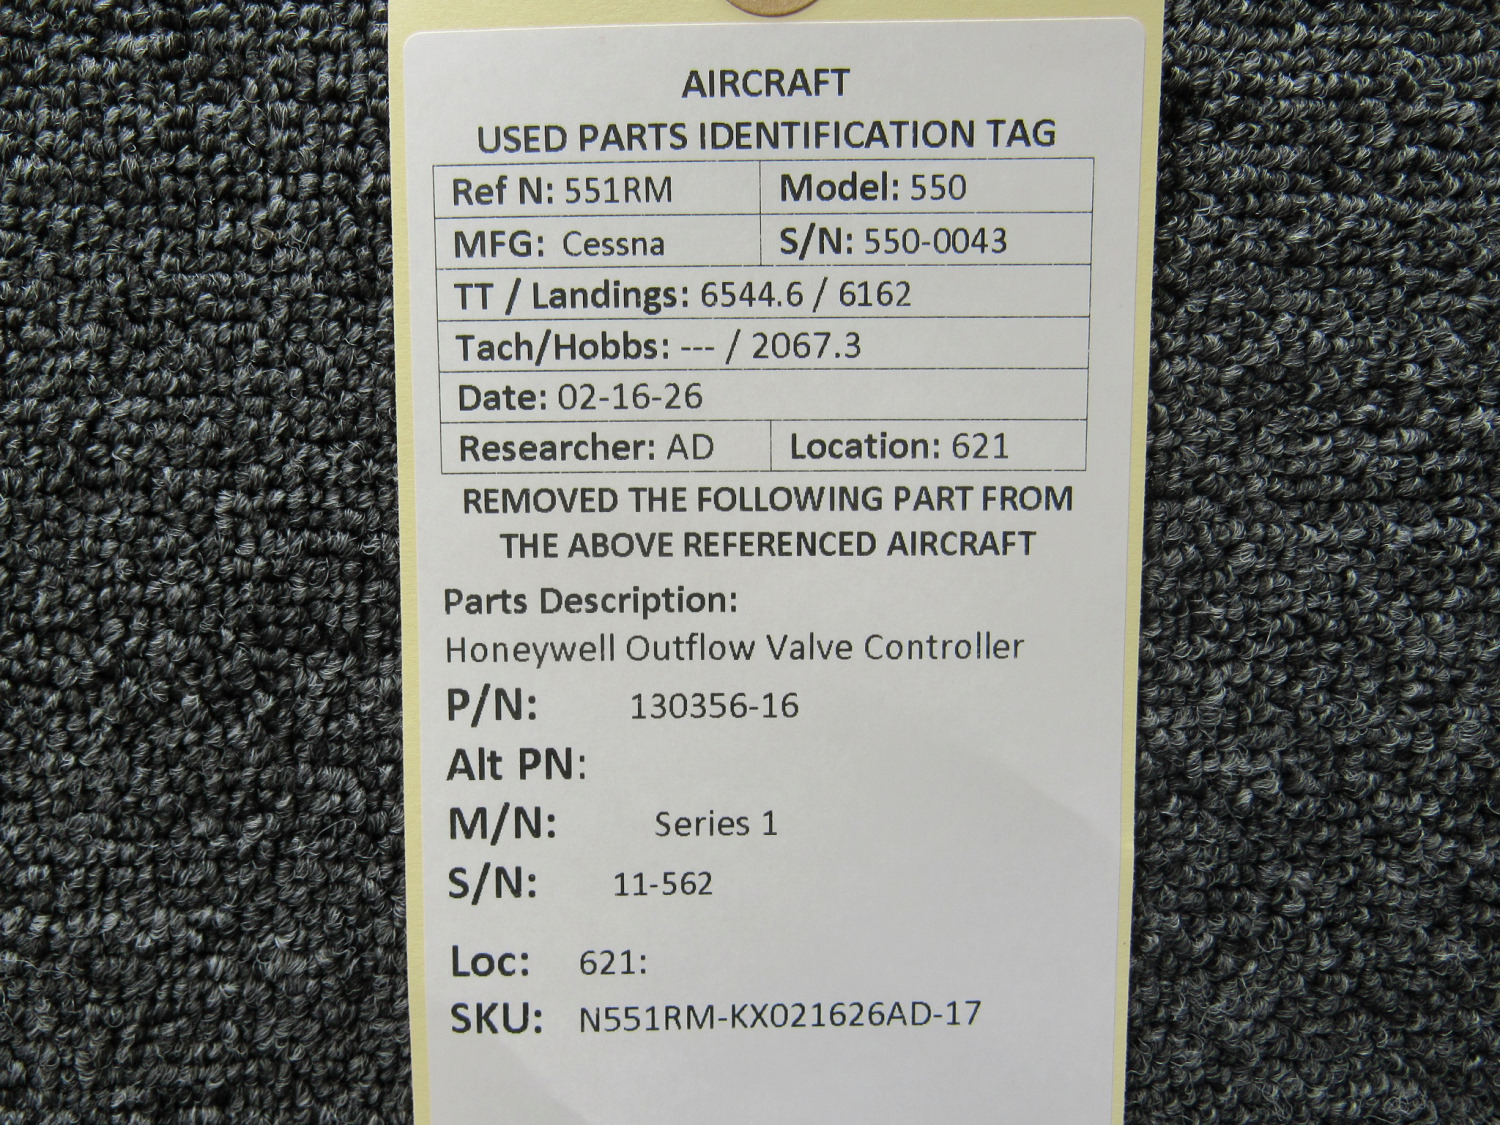 AIRCRAFT
USED PARTS IDENTIFICATION TAG
Ref N: 551RM Model: 550
MFG: Cessna S/N: 550-0043
TT / Landings: 6544.6 / 6162
Tach/Hobbs: --- / 2067.3
Date: 02-16-26
Researcher: AD Location: 621
REMOVED THE FOLLOWING PART FROM
THE ABOVE REFERENCED AIRCRAFT
Parts Description:
Honeywell Outflow Valve Controller
P/N: 130356-16
Alt PN:
M/N: Series 1
S/N: 11-562
Loc: 621:
SKU: N551RM-KX021626AD-17